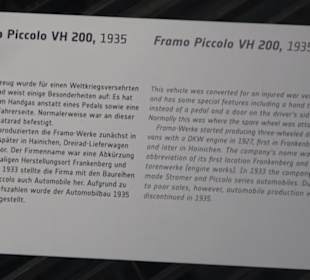 o Piccolo VH 200, 1935
zeug wurde für einen Weltkriegsversehrten
d weist einige Besonderheiten auf: Es hat
m Handgas anstatt eines Pedals sowie eine
ahrerseite. Normalerweise war an dieser
atzrad befestigt.
produzierten die Framo-Werke zunächst in
später in Hainichen, Dreirad-Lieferwagen
or. Der Firmenname war eine Abkürzung
aligen Herstellungsort Frankenberg und
1933 stellte die Firma mit den Baureihen
ccolo auch Automobile her. Aufgrund zu
ufszahlen wurde der Automobilbau 1935
gestellt.
Framo Piccolo VH 200, 1935
This vehicle was converted for an injured war vet
and has some special features including a hand t
instead of a pedal and a door on the driver's sid
Normally this was where the spare wheel was att
Framo-Werke started producing three-wheeled d
vans with a DKW engine in 1927, first in Frankenb
and later in Hainichen. The company's name wa
abbreviation of its first location Frankenberg and
torenwerke (engine works). In 1933 the company
made Stromer and Piccolo series automobiles. Du
to poor sales, however, automobile production w
discontinued in 1935.